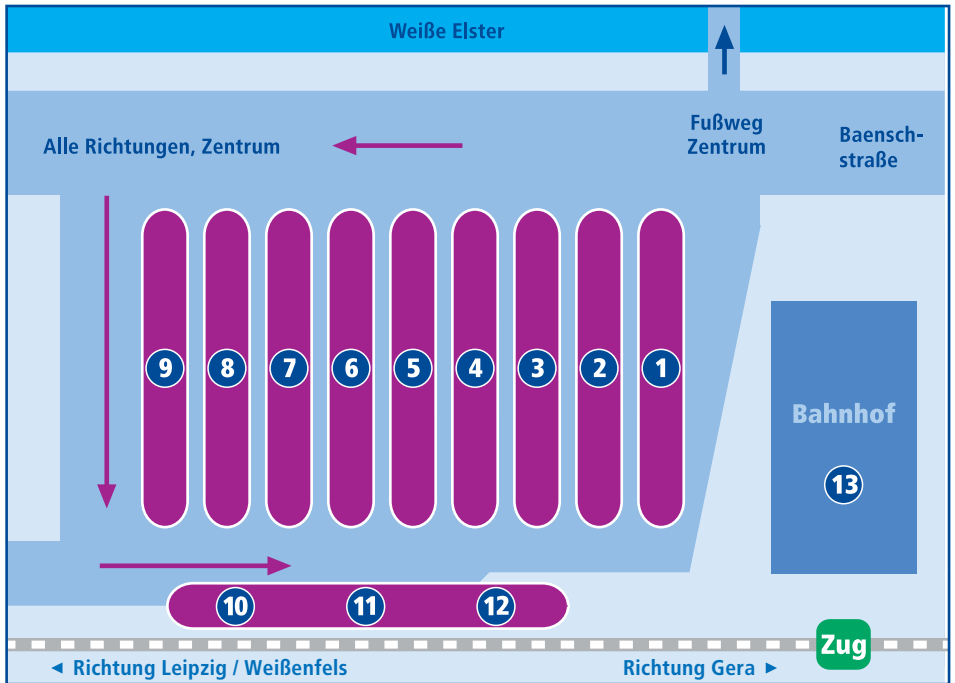 Weiße Elster
Alle Richtungen, Zentrum
Fußweg
Zentrum
Baensch-
straße
9 8 7 6 5 4 3 2 1
Bahnhof
13
10 11 12
Zug
◄ Richtung Leipzig / Weißenfels
Richtung Gera ►